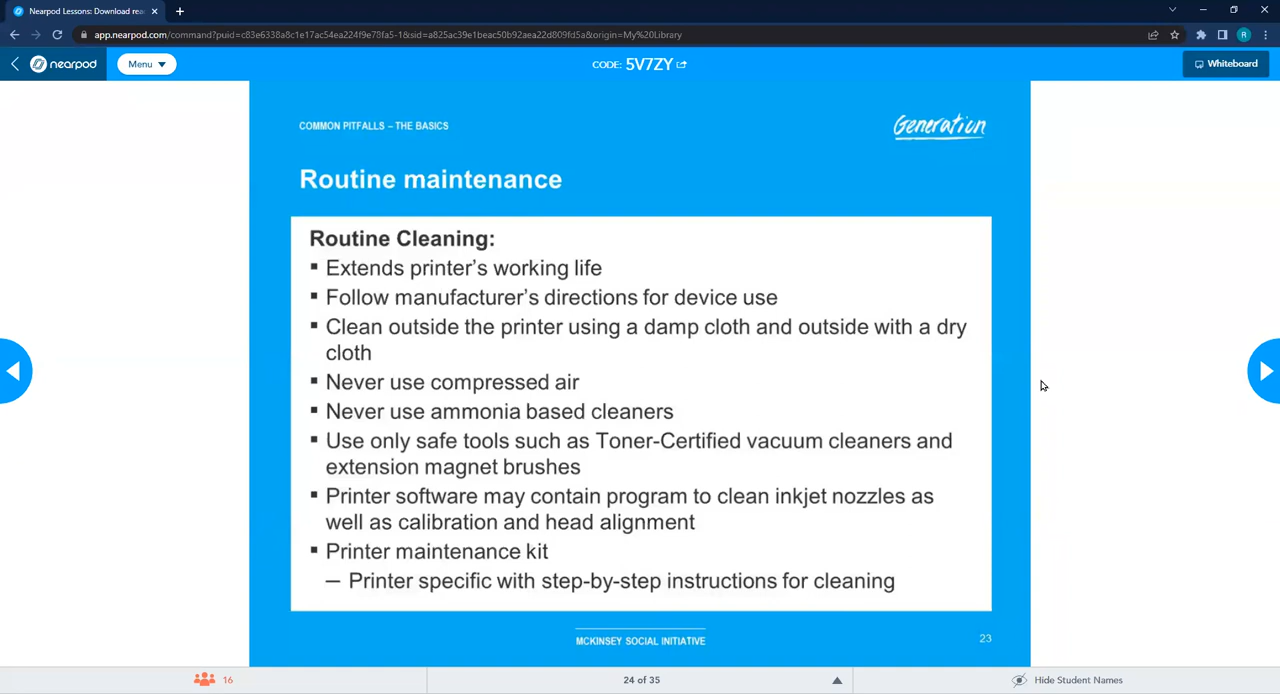 Nearpod Lessons: Download rea
app.nearpod.com/command?puid=c83e6338a8c1e17ac54ea224f9e78fa5-1&sid=a825ac39e1beac50b92aea22d809fd5a&origin=My%20Library
R
nearpod
Menu
CODE: 5V7ZY
Whiteboard
COMMON PITFALLS – THE BASICS
Generation
Routine maintenance
Routine Cleaning:
▪ Extends printer's working life
▪ Follow manufacturer's directions for device use
▪ Clean outside the printer using a damp cloth and outside with a dry
cloth
▪ Never use compressed air
▪ Never use ammonia based cleaners
▪ Use only safe tools such as Toner-Certified vacuum cleaners and
extension magnet brushes
▪ Printer software may contain program to clean inkjet nozzles as
well as calibration and head alignment
▪ Printer maintenance kit
– Printer specific with step-by-step instructions for cleaning
MCKINSEY SOCIAL INITIATIVE
23
16
24 of 35
Hide Student Names